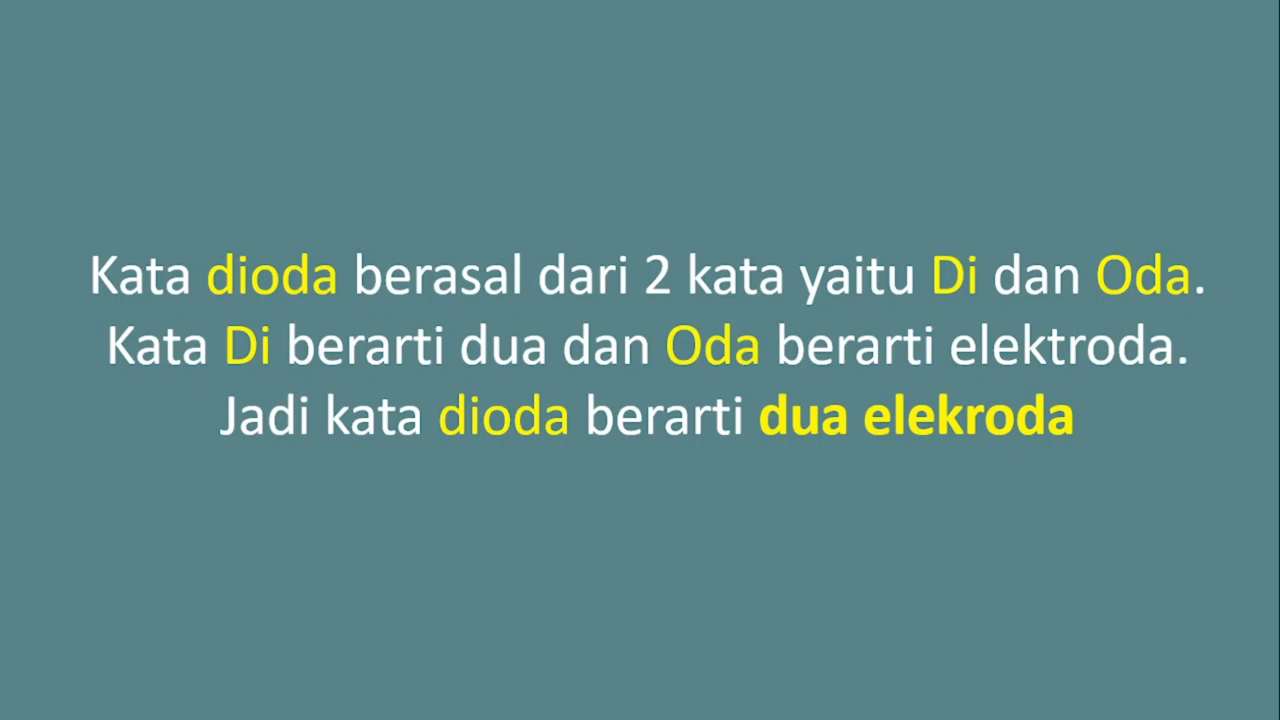 Kata dioda berasal dari 2 kata yaitu Di dan Oda.
Kata Di berarti dua dan Oda berarti elektroda.
Jadi kata dioda berarti dua elekroda